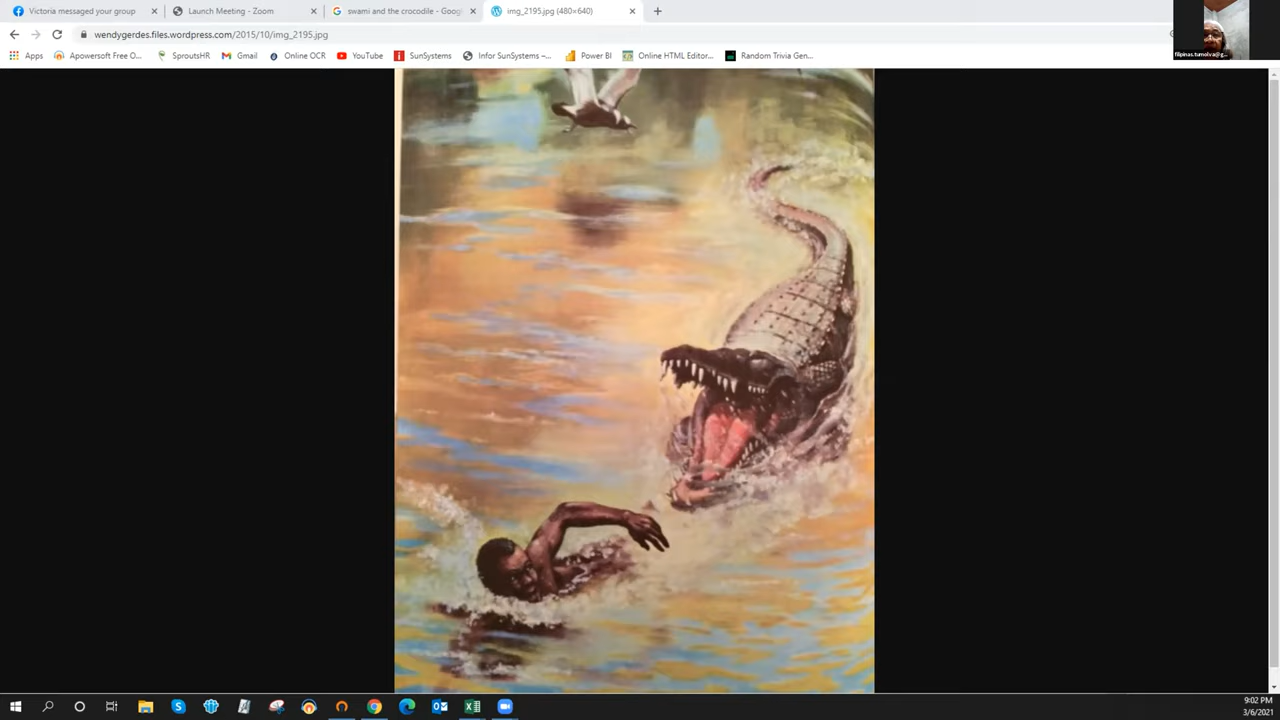 Victoria messaged your group
Launch Meeting - Zoom
swami and the crocodile - Goog
img_2195.jpg (480×640)
wendygerdes.files.wordpress.com/2015/10/img_2195.jpg
Apps
Apowersoft Free O...
SproutsHR
Gmail
Online OCR
YouTube
SunSystems
Infor SunSystems –...
Power BI
Online HTML Editor...
Random Trivia Gen...
filipinas.tumolva@g...
9:02 PM
3/6/2021